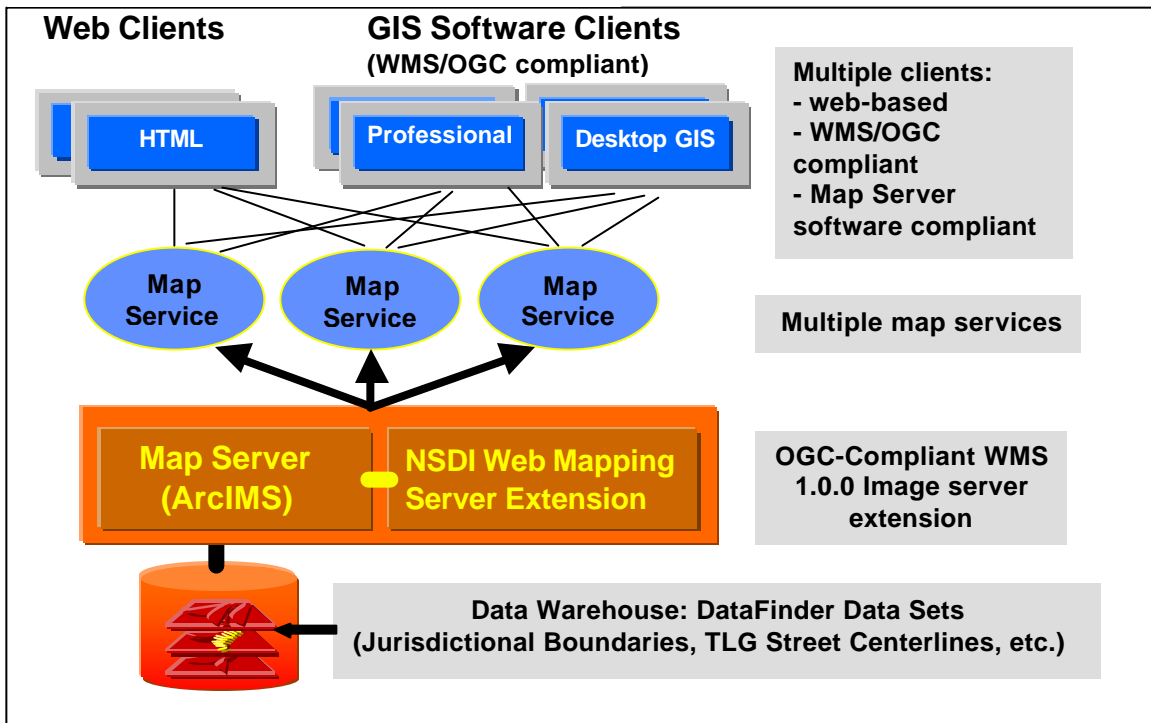 Web Clients
GIS Software Clients
(WMS/OGC compliant)
HTML
Professional
Desktop GIS
Multiple clients:
- web-based
- WMS/OGC
compliant
- Map Server
software compliant
Map
Service
Map
Service
Map
Service
Multiple map services
Map Server
(ArcIMS)
NSDI Web Mapping
Server Extension
OGC-Compliant WMS
1.0.0 Image server
extension
Data Warehouse: DataFinder Data Sets
(Jurisdictional Boundaries, TLG Street Centerlines, etc.)